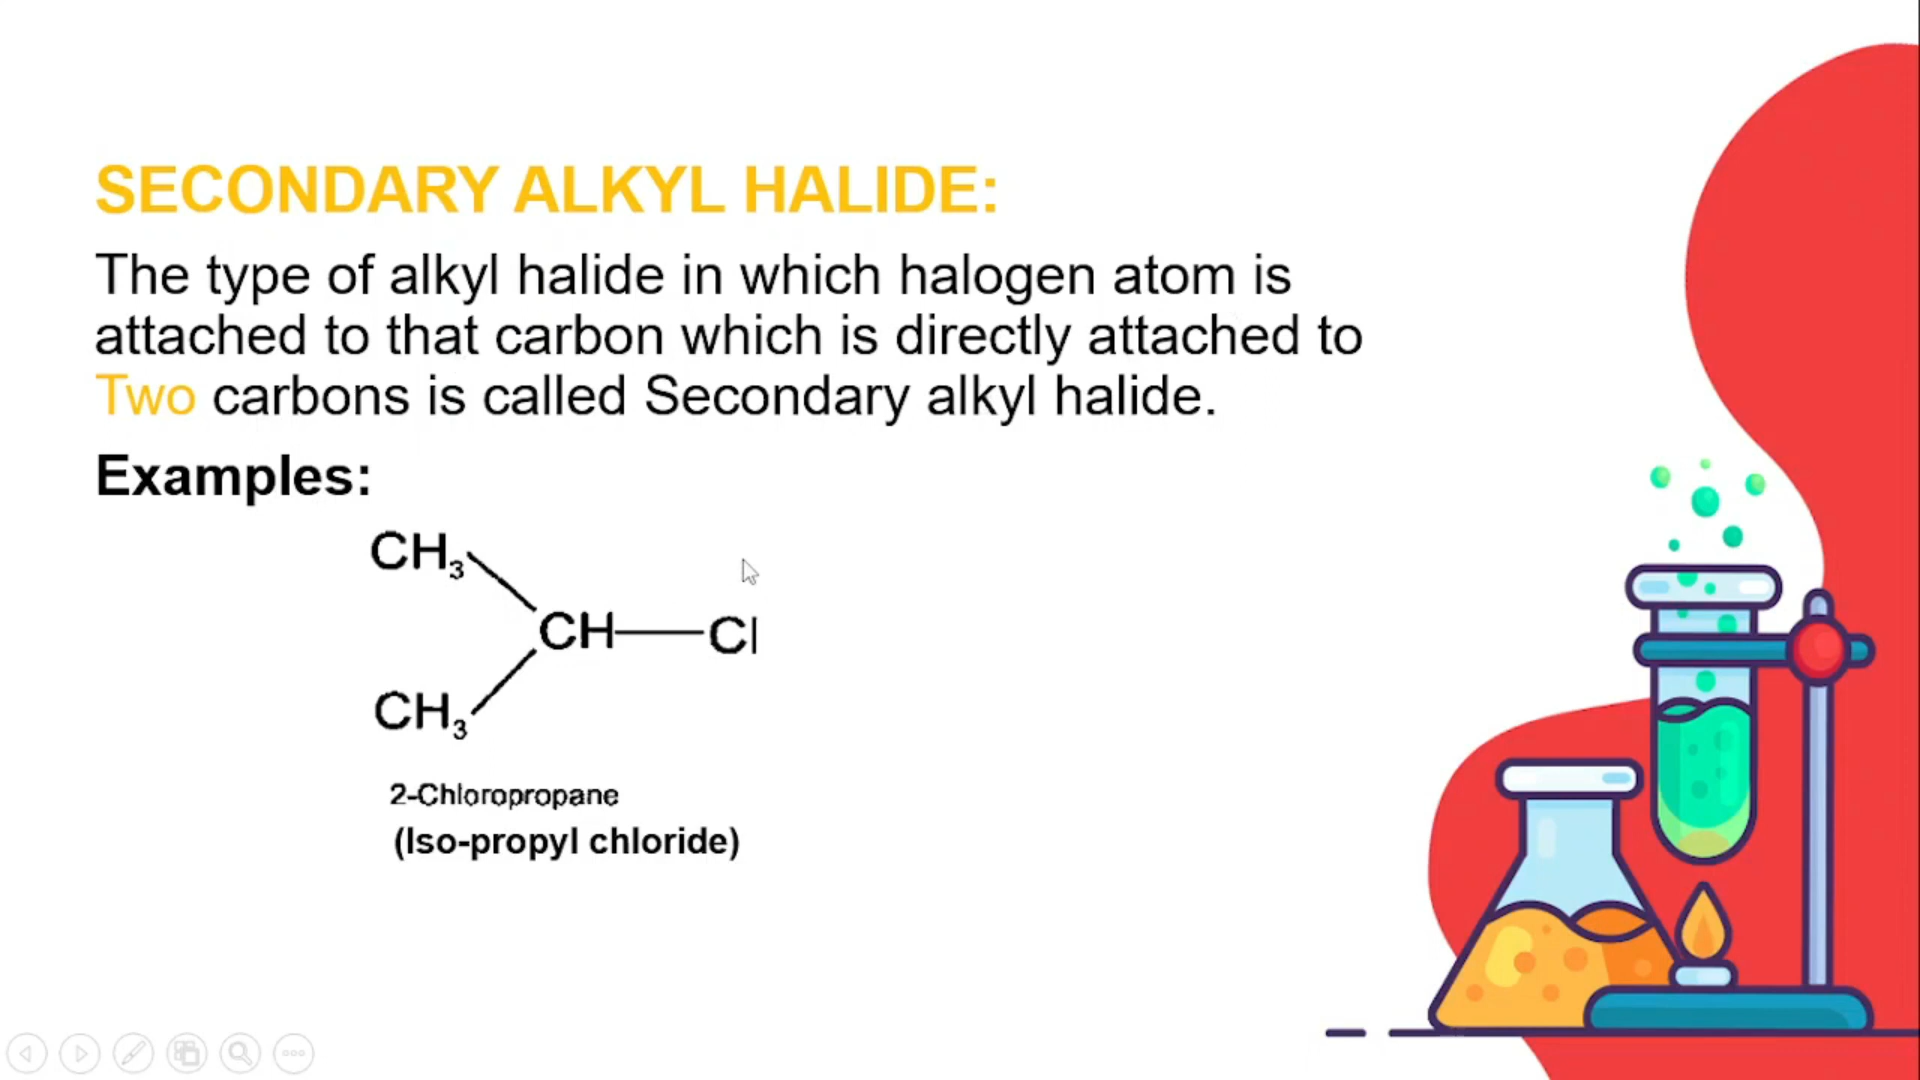 SECONDARY ALKYL HALIDE:
The type of alkyl halide in which halogen atom is
attached to that carbon which is directly attached to
Two carbons is called Secondary alkyl halide.
Examples:
CH₃
CH—Cl
CH₃
2-Chloropropane
(Iso-propyl chloride)